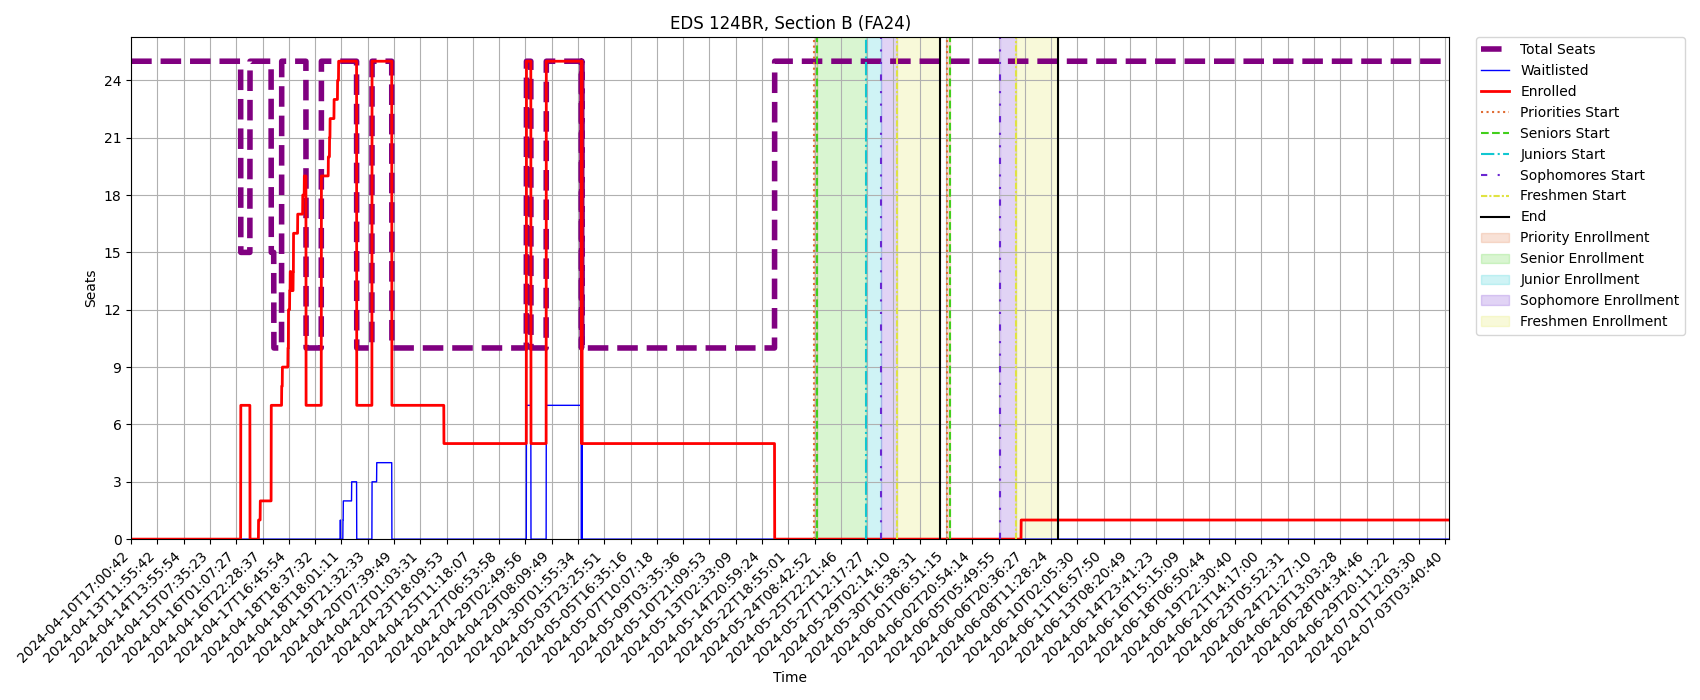 EDS 124BR, Section B (FA24)
Total Seats
Waitlisted
Enrolled
Priorities Start
Seniors Start
Juniors Start
Sophomores Start
Freshmen Start
End
Priority Enrollment
Senior Enrollment
Junior Enrollment
Sophomore Enrollment
Freshmen Enrollment
Seats
24
21
18
15
12
9
6
3
0
2024-04-10T17:00:42
2024-04-13T11:55:42
2024-04-14T13:55:54
2024-04-15T07:35:23
2024-04-16T01:07:27
2024-04-16T22:28:37
2024-04-17T16:45:54
2024-04-18T18:37:32
2024-04-18T18:01:11
2024-04-19T21:32:33
2024-04-20T07:39:49
2024-04-22T01:03:31
2024-04-23T18:09:53
2024-04-25T11:18:07
2024-04-27T06:53:58
2024-04-29T02:49:56
2024-04-29T08:09:49
2024-04-30T01:55:34
2024-05-03T23:25:51
2024-05-05T16:35:16
2024-05-07T10:07:18
2024-05-09T03:35:36
2024-05-10T21:09:53
2024-05-13T02:33:09
2024-05-14T20:59:24
2024-05-22T18:55:01
2024-05-24T08:42:52
2024-05-25T22:21:46
2024-05-27T12:17:27
2024-05-29T02:14:10
2024-05-30T16:38:31
2024-06-01T06:51:15
2024-06-02T20:54:14
2024-06-05T05:49:55
2024-06-06T20:36:27
2024-06-08T11:28:24
2024-06-10T02:05:30
2024-06-11T16:57:50
2024-06-13T08:20:49
2024-06-14T23:41:23
2024-06-16T15:15:09
2024-06-18T06:50:44
2024-06-19T22:30:40
2024-06-21T14:17:00
2024-06-23T05:52:31
2024-06-24T21:27:10
2024-06-26T13:03:28
2024-06-28T04:34:46
2024-06-29T20:11:22
2024-07-01T12:03:30
2024-07-03T03:40:40
Time